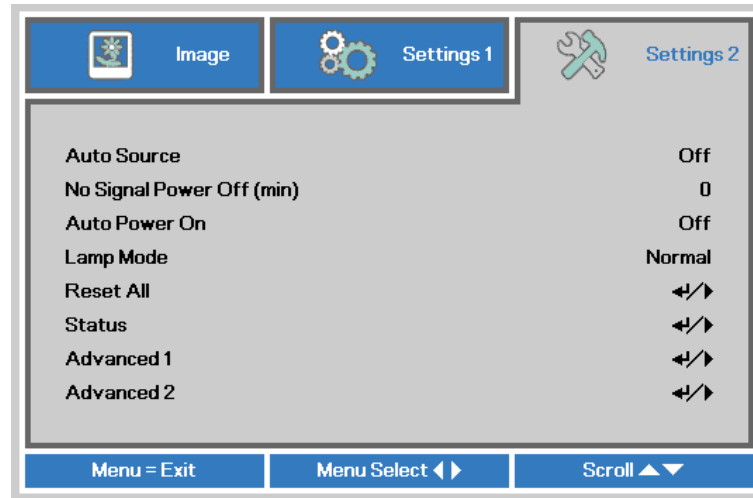 Image Settings 1 Settings 2
Auto Source Off
No Signal Power Off (min) 0
Auto Power On Off
Lamp Mode Normal
Reset All ↵/▶
Status ↵/▶
Advanced 1 ↵/▶
Advanced 2 ↵/▶
Menu = Exit Menu Select ◀ ▶ Scroll ▲▼